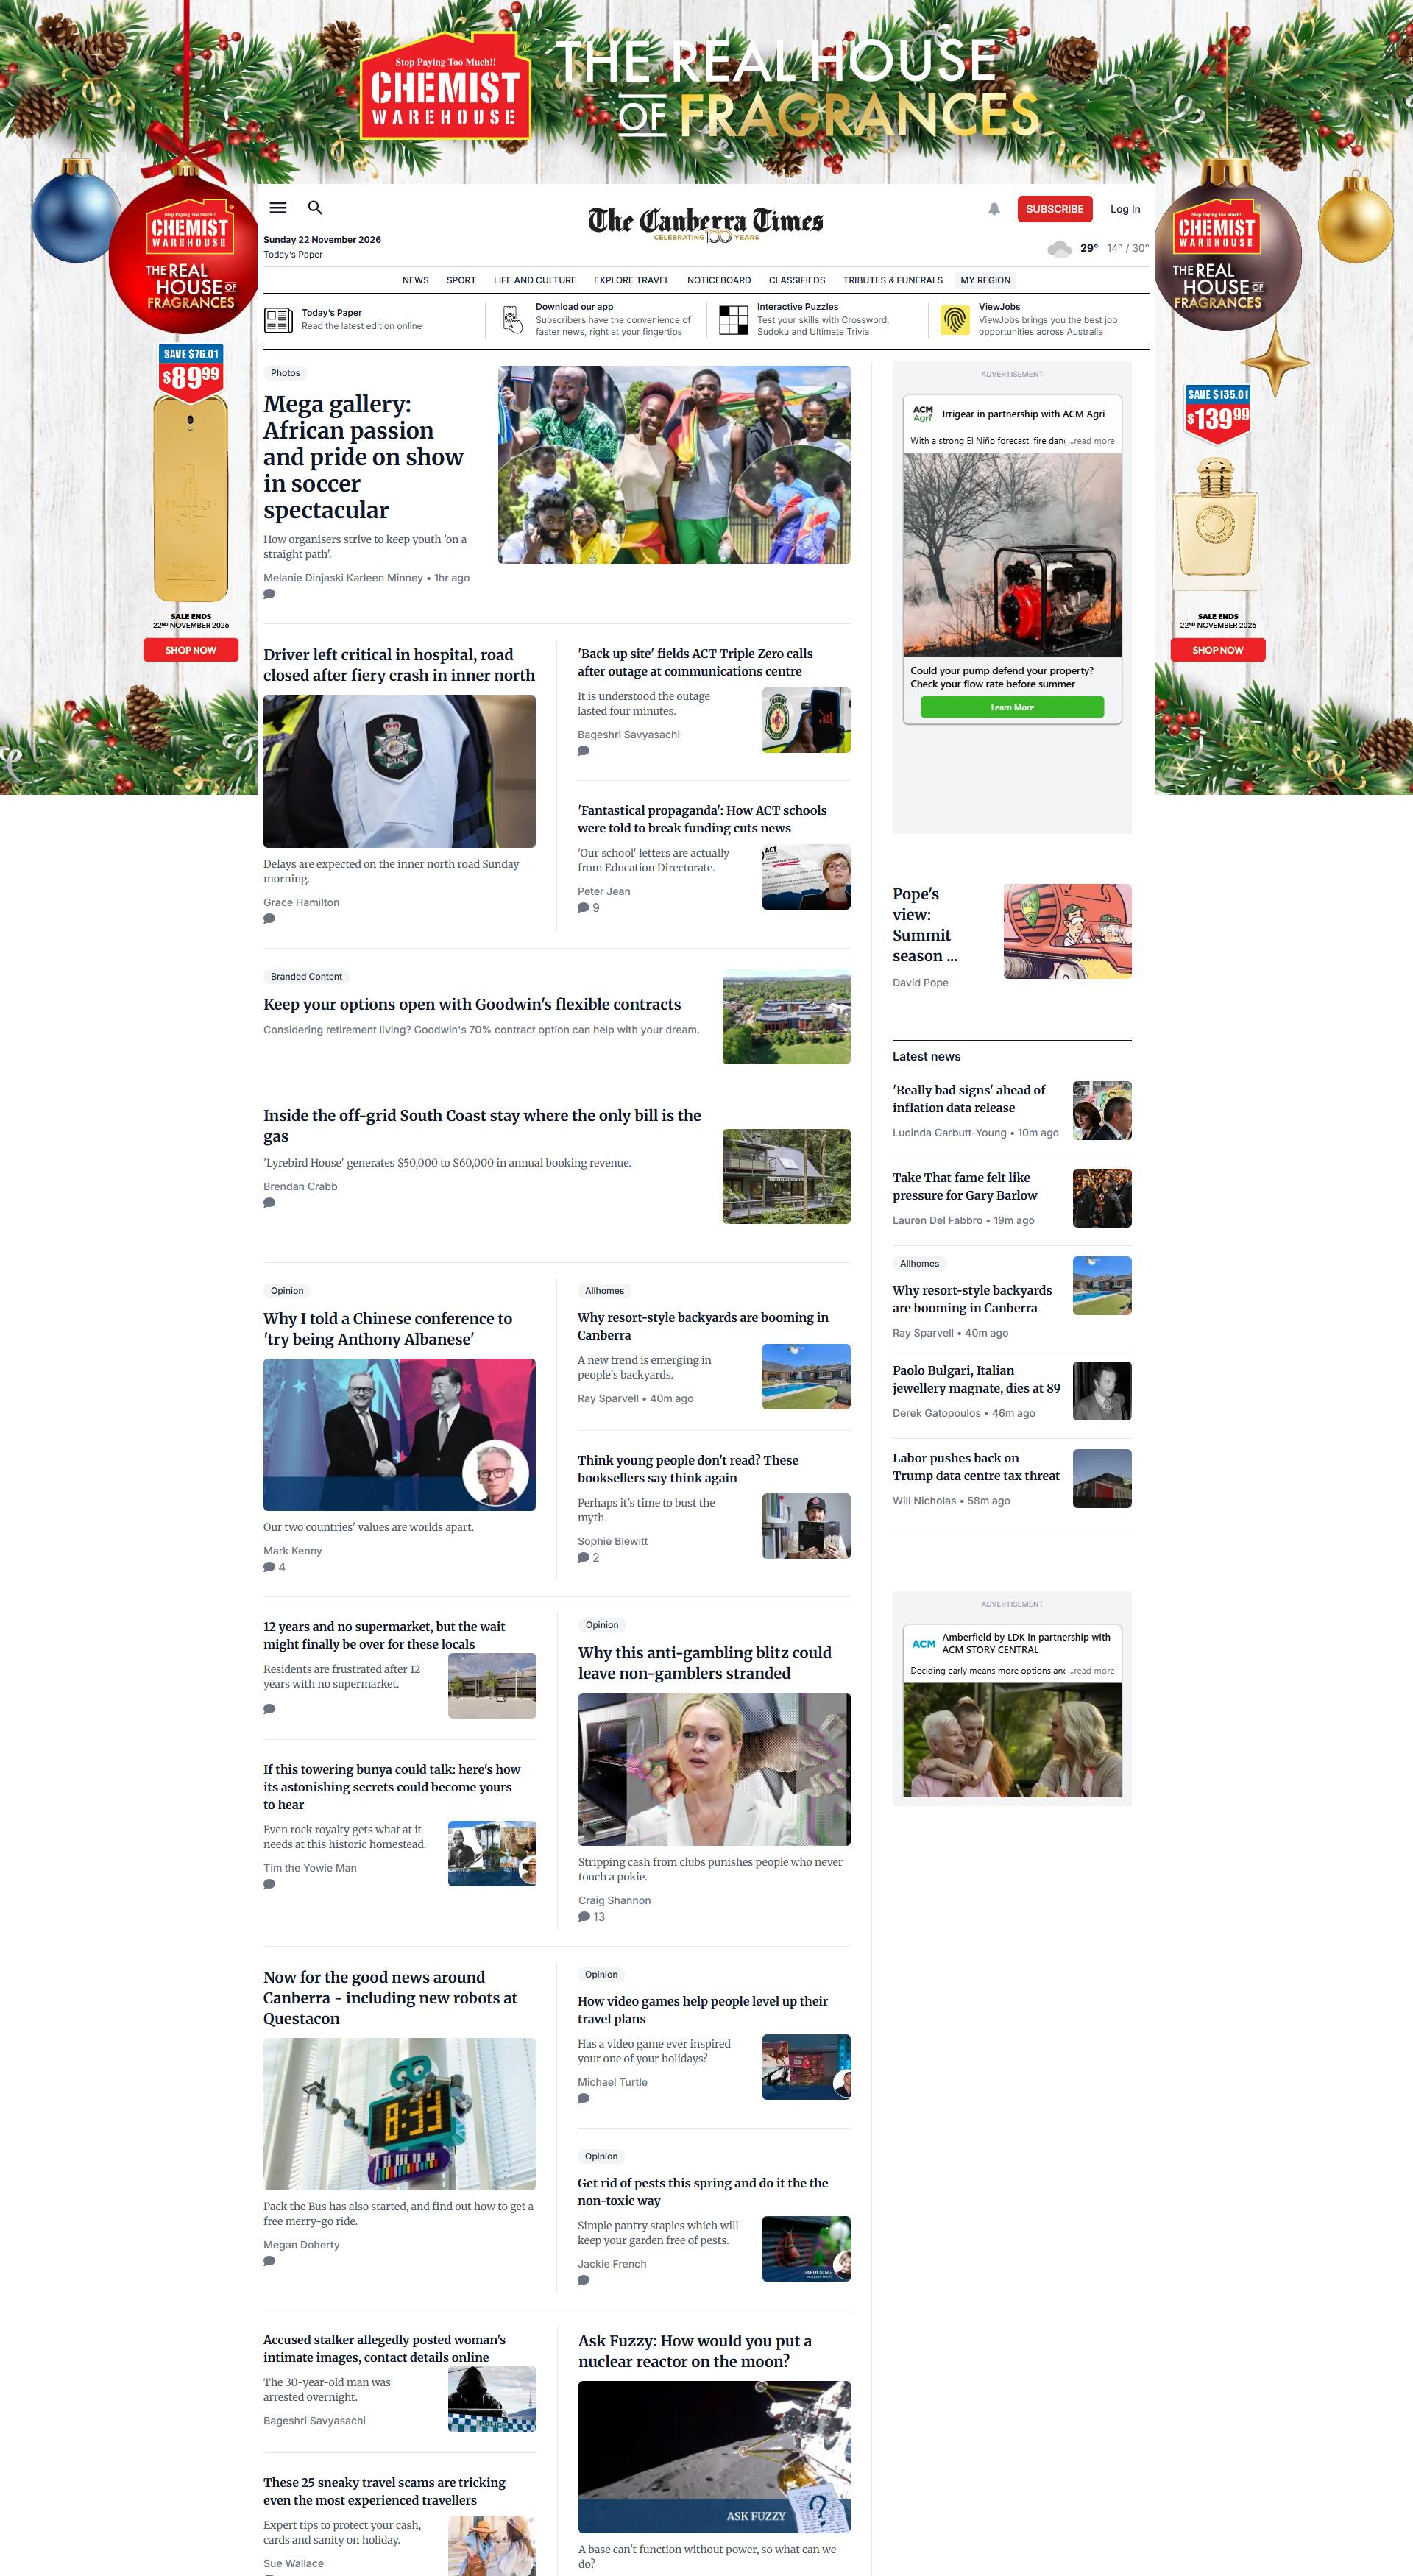 Stop Paying Too Much!!
CHEMIST
WAREHOUSE
®
THE REAL HOUSE
OF FRAGRANCES
Stop Paying Too Much!!
CHEMIST
WAREHOUSE
THE REAL
HOUSE OF
FRAGRANCES
SAVE $76.01
$89.99
SALE ENDS
22ND NOVEMBER 2026
SHOP NOW
Stop Paying Too Much!!
CHEMIST
WAREHOUSE
THE REAL
HOUSE OF
FRAGRANCES
SAVE $135.01
$139.99
SALE ENDS
22ND NOVEMBER 2026
SHOP NOW
The Canberra Times
CELEBRATING 100 YEARS
SUBSCRIBE
Log In
Sunday 22 November 2026
Today's Paper
29° 14° / 30°
NEWS SPORT LIFE AND CULTURE EXPLORE TRAVEL NOTICEBOARD CLASSIFIEDS TRIBUTES & FUNERALS MY REGION
Today's Paper
Read the latest edition online
Download our app
Subscribers have the convenience of
faster news, right at your fingertips
Interactive Puzzles
Test your skills with Crossword,
Sudoku and Ultimate Trivia
ViewJobs
ViewJobs brings you the best job
opportunities across Australia
Photos
Mega gallery:
African passion
and pride on show
in soccer
spectacular
How organisers strive to keep youth 'on a
straight path'.
Melanie Dinjaski Karleen Minney • 1hr ago
Driver left critical in hospital, road
closed after fiery crash in inner north
POLICE
Delays are expected on the inner north road Sunday
morning.
Grace Hamilton
'Back up site' fields ACT Triple Zero calls
after outage at communications centre
It is understood the outage
lasted four minutes.
Bageshri Savyasachi
'Fantastical propaganda': How ACT schools
were told to break funding cuts news
'Our school' letters are actually
from Education Directorate.
Peter Jean
9
ACT
Branded Content
Keep your options open with Goodwin's flexible contracts
Considering retirement living? Goodwin's 70% contract option can help with your dream.
Inside the off-grid South Coast stay where the only bill is the
gas
'Lyrebird House' generates $50,000 to $60,000 in annual booking revenue.
Brendan Crabb
Opinion
Why I told a Chinese conference to
'try being Anthony Albanese'
Our two countries' values are worlds apart.
Mark Kenny
4
Allhomes
Why resort-style backyards are booming in
Canberra
A new trend is emerging in
people's backyards.
Ray Sparvell • 40m ago
Think young people don't read? These
booksellers say think again
Perhaps it's time to bust the
myth.
Sophie Blewitt
2
12 years and no supermarket, but the wait
might finally be over for these locals
Residents are frustrated after 12
years with no supermarket.
If this towering bunya could talk: here's how
its astonishing secrets could become yours
to hear
Even rock royalty gets what at it
needs at this historic homestead.
Tim the Yowie Man
Opinion
Why this anti-gambling blitz could
leave non-gamblers stranded
Stripping cash from clubs punishes people who never
touch a pokie.
Craig Shannon
13
Now for the good news around
Canberra - including new robots at
Questacon
8:33
Pack the Bus has also started, and find out how to get a
free merry-go ride.
Megan Doherty
Opinion
How video games help people level up their
travel plans
Has a video game ever inspired
your one of your holidays?
Michael Turtle
Opinion
Get rid of pests this spring and do it the the
non-toxic way
Simple pantry staples which will
keep your garden free of pests.
Jackie French
GARDENING
Accused stalker allegedly posted woman's
intimate images, contact details online
The 30-year-old man was
arrested overnight.
Bageshri Savyasachi
POLICE
These 25 sneaky travel scams are tricking
even the most experienced travellers
Expert tips to protect your cash,
cards and sanity on holiday.
Sue Wallace
Ask Fuzzy: How would you put a
nuclear reactor on the moon?
ASK FUZZY
?
A base can't function without power, so what can we
do?
ADVERTISEMENT
ACM
Agri
Irrigear in partnership with ACM Agri
With a strong El Niño forecast, fire dan ...read more
Could your pump defend your property?
Check your flow rate before summer
Learn More
Pope's
view:
Summit
season ...
David Pope
Latest news
'Really bad signs' ahead of
inflation data release
Lucinda Garbutt-Young • 10m ago
Take That fame felt like
pressure for Gary Barlow
Lauren Del Fabbro • 19m ago
Allhomes
Why resort-style backyards
are booming in Canberra
Ray Sparvell • 40m ago
Paolo Bulgari, Italian
jewellery magnate, dies at 89
Derek Gatopoulos • 46m ago
Labor pushes back on
Trump data centre tax threat
Will Nicholas • 58m ago
ADVERTISEMENT
ACM
Amberfield by LDK in partnership with
ACM STORY CENTRAL
Deciding early means more options an ...read more